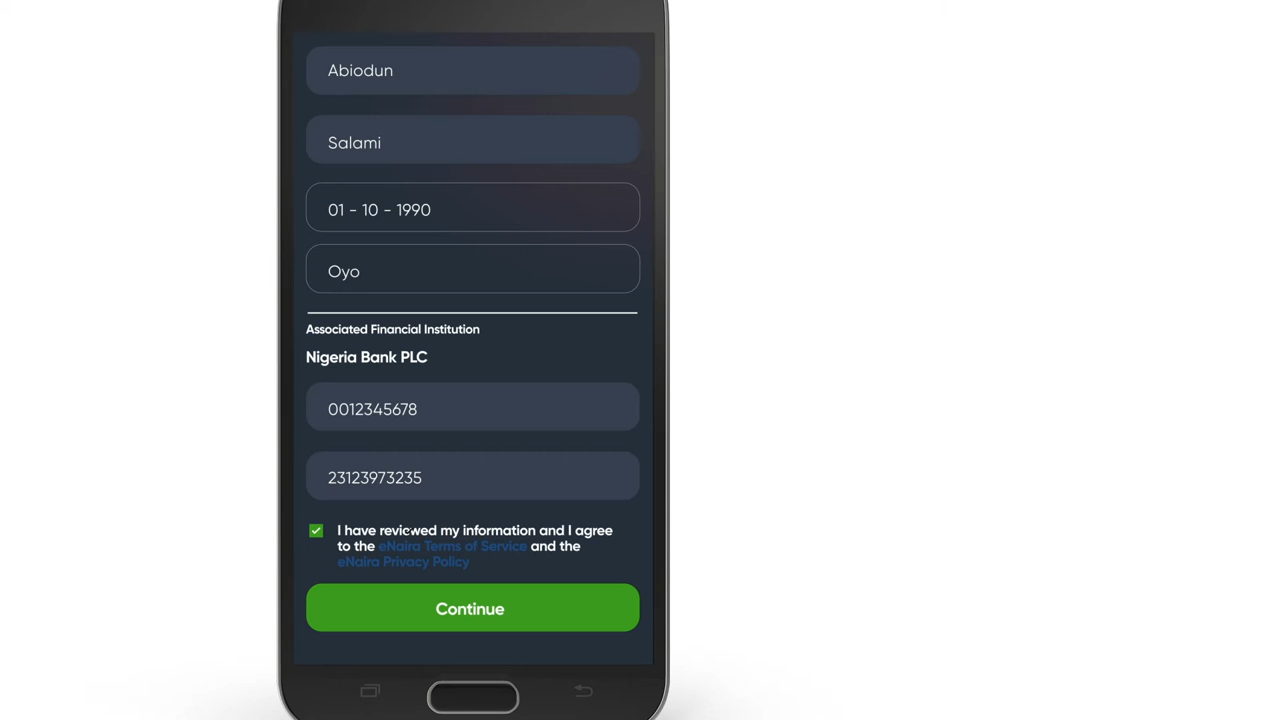 Abiodun
Salami
01 - 10 - 1990
Oyo
Associated Financial Institution
Nigeria Bank PLC
0012345678
23123973235
I have reviewed my information and I agree
to the eNaira Terms of Service and the
eNaira Privacy Policy
Continue